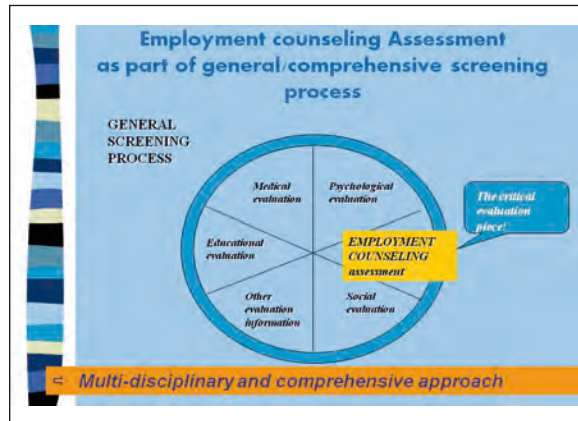 Employment counseling Assessment
as part of general/comprehensive screening
process
GENERAL
SCREENING
PROCESS
Medical
evaluation
Psychological
evaluation
The critical
evaluation
piece!
Educational
evaluation
EMPLOYMENT
COUNSELING
assessment
Other
evaluation
information
Social
evaluation
⇨ Multi-disciplinary and comprehensive approach